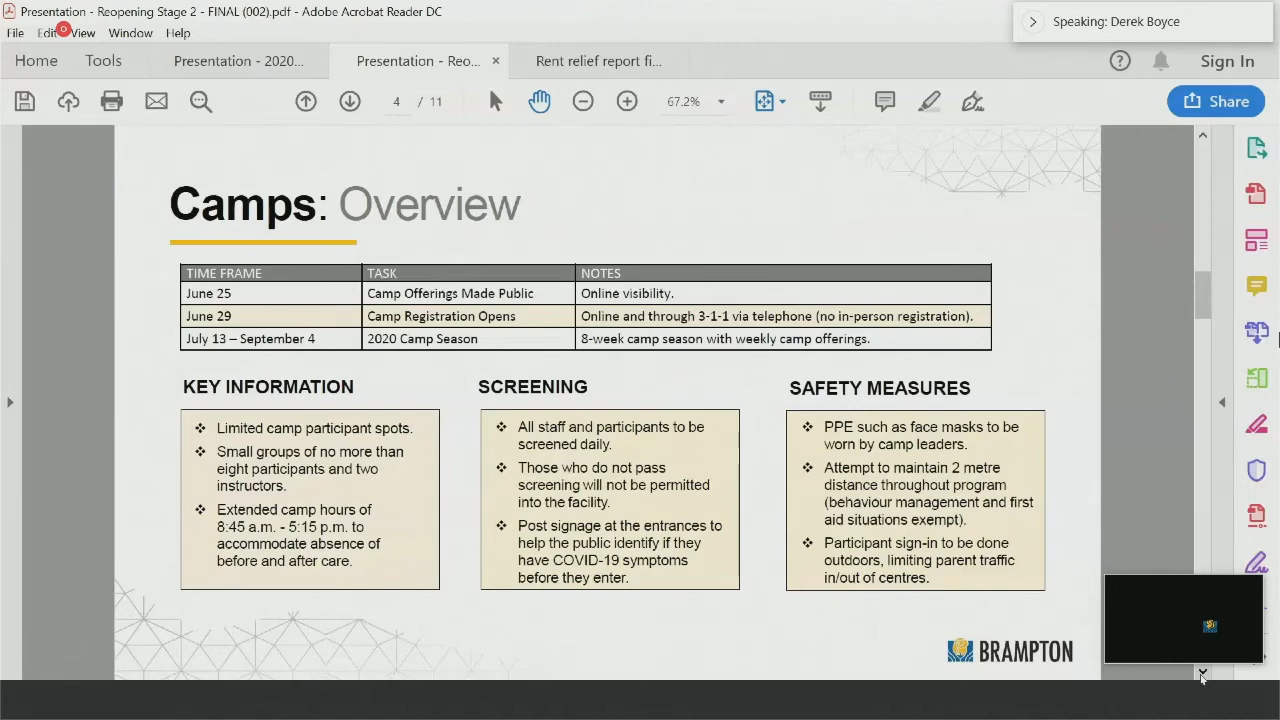 Presentation - Reopening Stage 2 - FINAL (002).pdf - Adobe Acrobat Reader DC
Speaking: Derek Boyce
File Edit View Window Help
Home Tools Presentation - 2020... Presentation - Reo... × Rent relief report fi... Sign In
4 / 11 67.2% Share
Camps: Overview
TIME FRAME TASK NOTES
June 25 Camp Offerings Made Public Online visibility.
June 29 Camp Registration Opens Online and through 3-1-1 via telephone (no in-person registration).
July 13 – September 4 2020 Camp Season 8-week camp season with weekly camp offerings.
KEY INFORMATION
❖ Limited camp participant spots.
❖ Small groups of no more than
eight participants and two
instructors.
❖ Extended camp hours of
8:45 a.m. - 5:15 p.m. to
accommodate absence of
before and after care.
SCREENING
❖ All staff and participants to be
screened daily.
❖ Those who do not pass
screening will not be permitted
into the facility.
❖ Post signage at the entrances to
help the public identify if they
have COVID-19 symptoms
before they enter.
SAFETY MEASURES
❖ PPE such as face masks to be
worn by camp leaders.
❖ Attempt to maintain 2 metre
distance throughout program
(behaviour management and first
aid situations exempt).
❖ Participant sign-in to be done
outdoors, limiting parent traffic
in/out of centres.
BRAMPTON